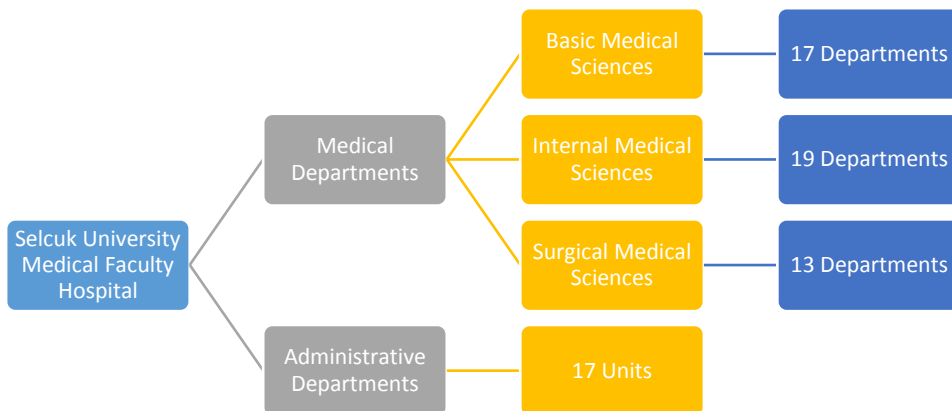 Basic Medical
Sciences
17 Departments
Medical
Departments
Internal Medical
Sciences
19 Departments
Selcuk University
Medical Faculty
Hospital
Surgical Medical
Sciences
13 Departments
Administrative
Departments
17 Units